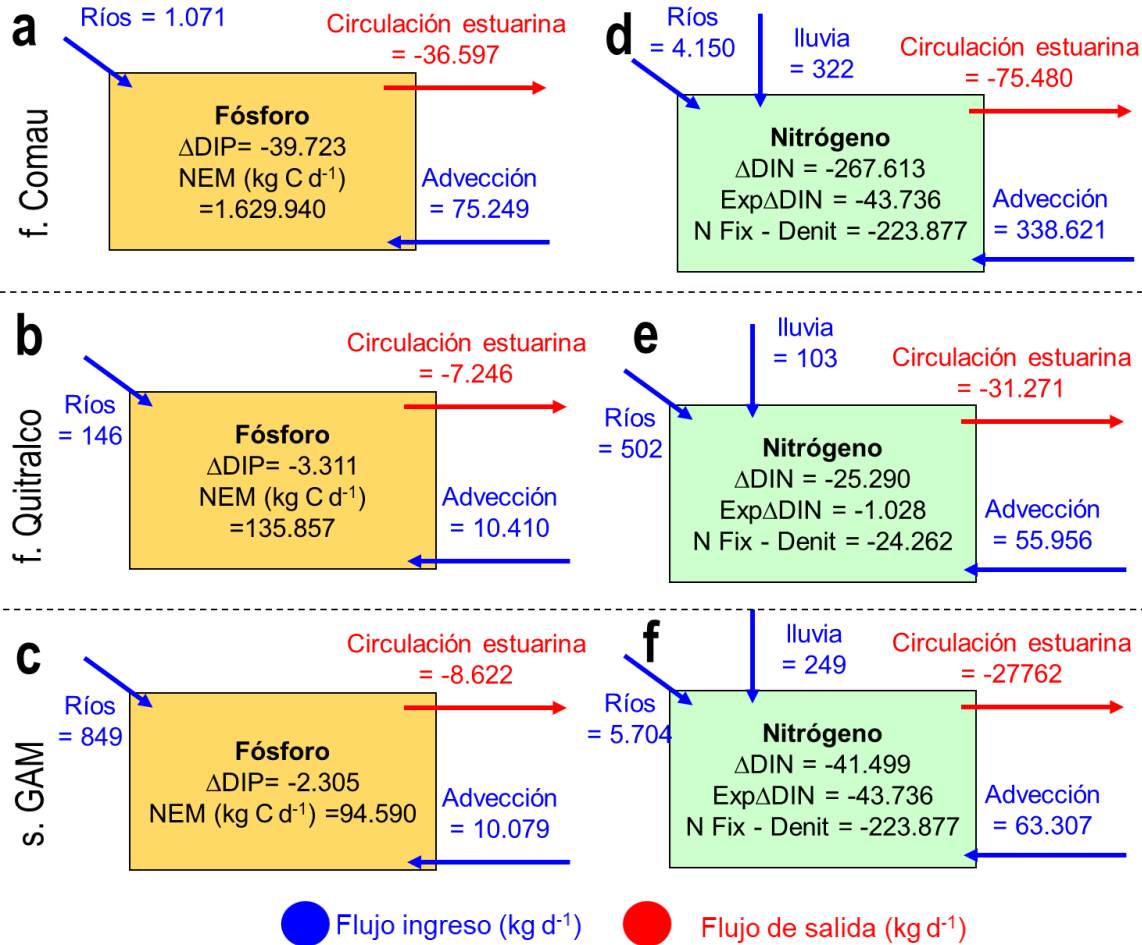 a
Ríos = 1.071
Circulación estuarina
= -36.597
Fósforo
ΔDIP= -39.723
NEM (kg C d⁻¹)
=1.629.940
Advección
= 75.249
f. Comau
d
Ríos
= 4.150
lluvia
= 322
Circulación estuarina
= -75.480
Nitrógeno
ΔDIN = -267.613
ExpΔDIN = -43.736
N Fix - Denit = -223.877
Advección
= 338.621
b
Ríos
= 146
Circulación estuarina
= -7.246
Fósforo
ΔDIP= -3.311
NEM (kg C d⁻¹)
=135.857
Advección
= 10.410
f. Quitralco
e
Ríos
= 502
lluvia
= 103
Circulación estuarina
= -31.271
Nitrógeno
ΔDIN = -25.290
ExpΔDIN = -1.028
N Fix - Denit = -24.262
Advección
= 55.956
c
Ríos
= 849
Circulación estuarina
= -8.622
Fósforo
ΔDIP= -2.305
NEM (kg C d⁻¹) =94.590
Advección
= 10.079
s. GAM
f
Ríos
= 5.704
lluvia
= 249
Circulación estuarina
= -27762
Nitrógeno
ΔDIN = -41.499
ExpΔDIN = -43.736
N Fix - Denit = -223.877
Advección
= 63.307
Flujo ingreso (kg d⁻¹)
Flujo de salida (kg d⁻¹)